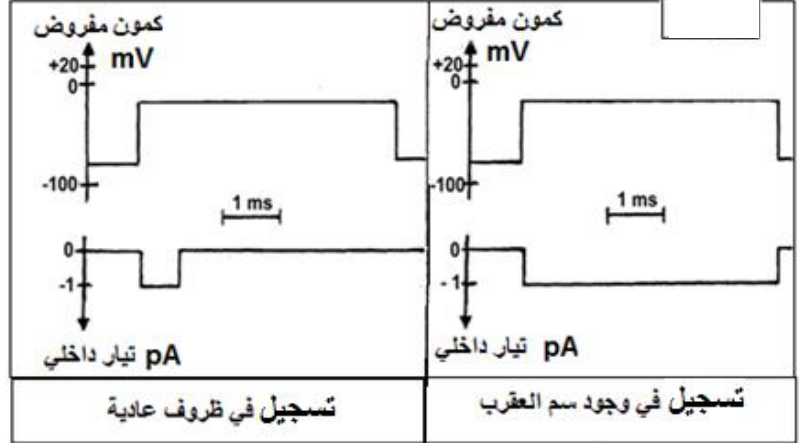 كمون مفروض
mV
+20
0
-100
1 ms
0
-1
pA تيار داخلي
تسجيل في ظروف عادية
كمون مفروض
mV
+20
0
-100
1 ms
0
- 1
pA تيار داخلي
تسجيل في وجود سم العقرب